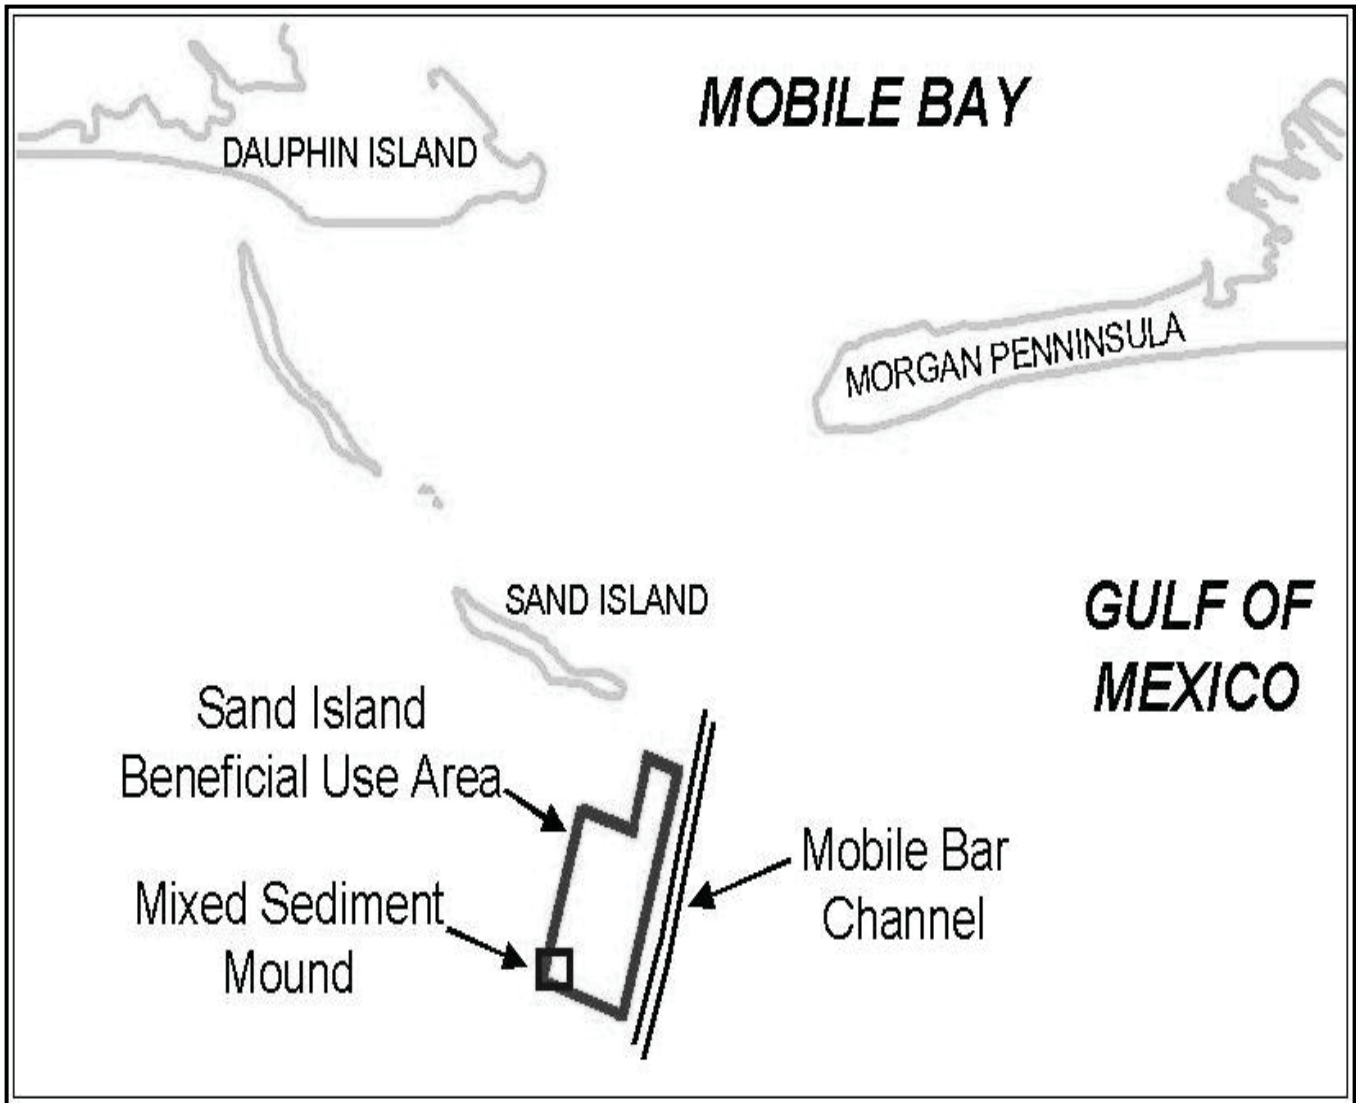 MOBILE BAY
DAUPHIN ISLAND
MORGAN PENNINSULA
SAND ISLAND
GULF OF
MEXICO
Sand Island
Beneficial Use Area
Mobile Bar
Channel
Mixed Sediment
Mound